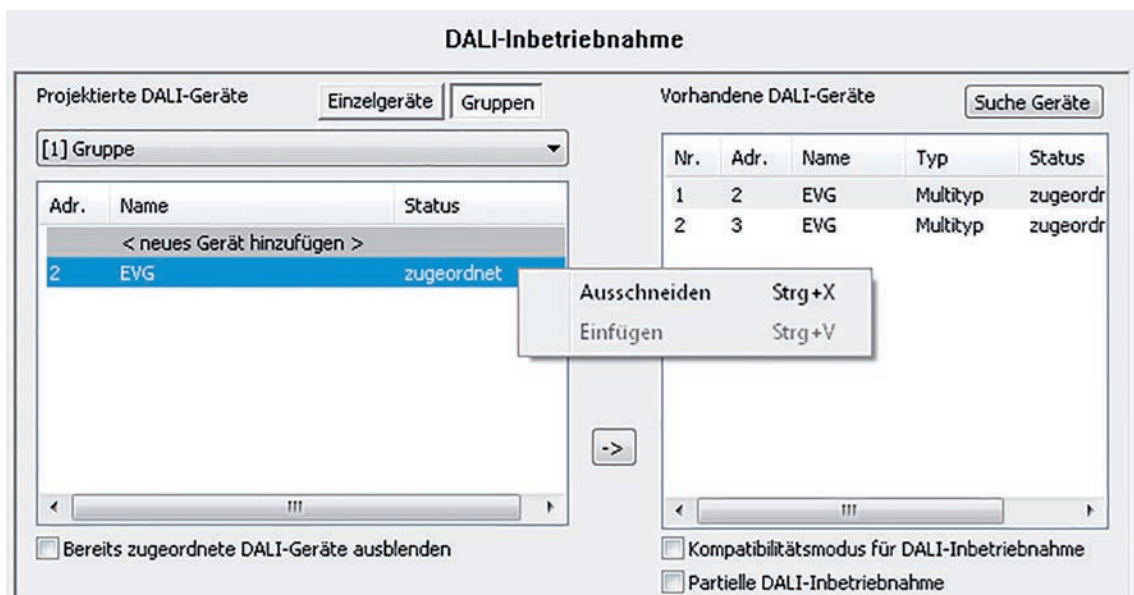 DALI-Inbetriebnahme
Projektierte DALI-Geräte
Einzelgeräte
Gruppen
[1] Gruppe
Adr. Name Status
< neues Gerät hinzufügen >
2 EVG zugeordnet
Ausschneiden Strg+X
Einfügen Strg+V
->
Bereits zugeordnete DALI-Geräte ausblenden
Vorhandene DALI-Geräte
Suche Geräte
Nr. Adr. Name Typ Status
1 2 EVG Multityp zugeordr
2 3 EVG Multityp zugeordr
Kompatibilitätsmodus für DALI-Inbetriebnahme
Partielle DALI-Inbetriebnahme